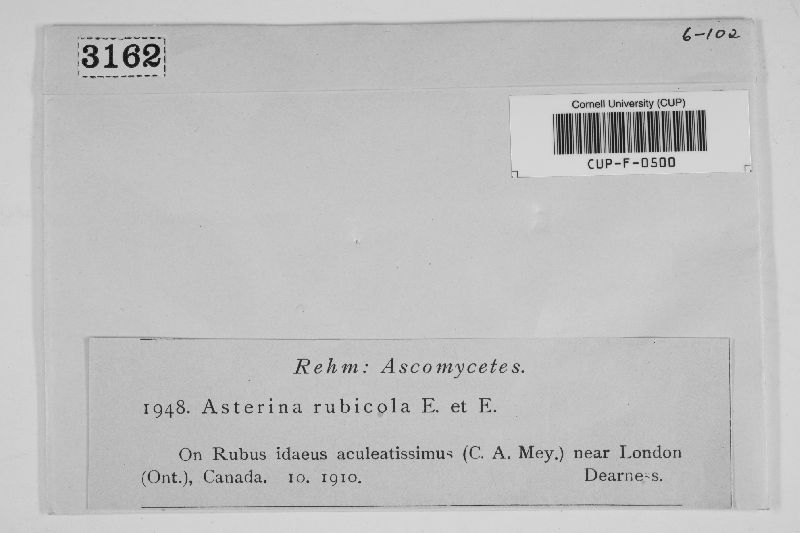 3162
6-102
Cornell University (CUP)
CUP-F-0500
Rehm: Ascomycetes.
1948. Asterina rubicola E. et E.
On Rubus idaeus aculeatissimus (C. A. Mey.) near London
(Ont.), Canada. 10. 1910. Dearness.